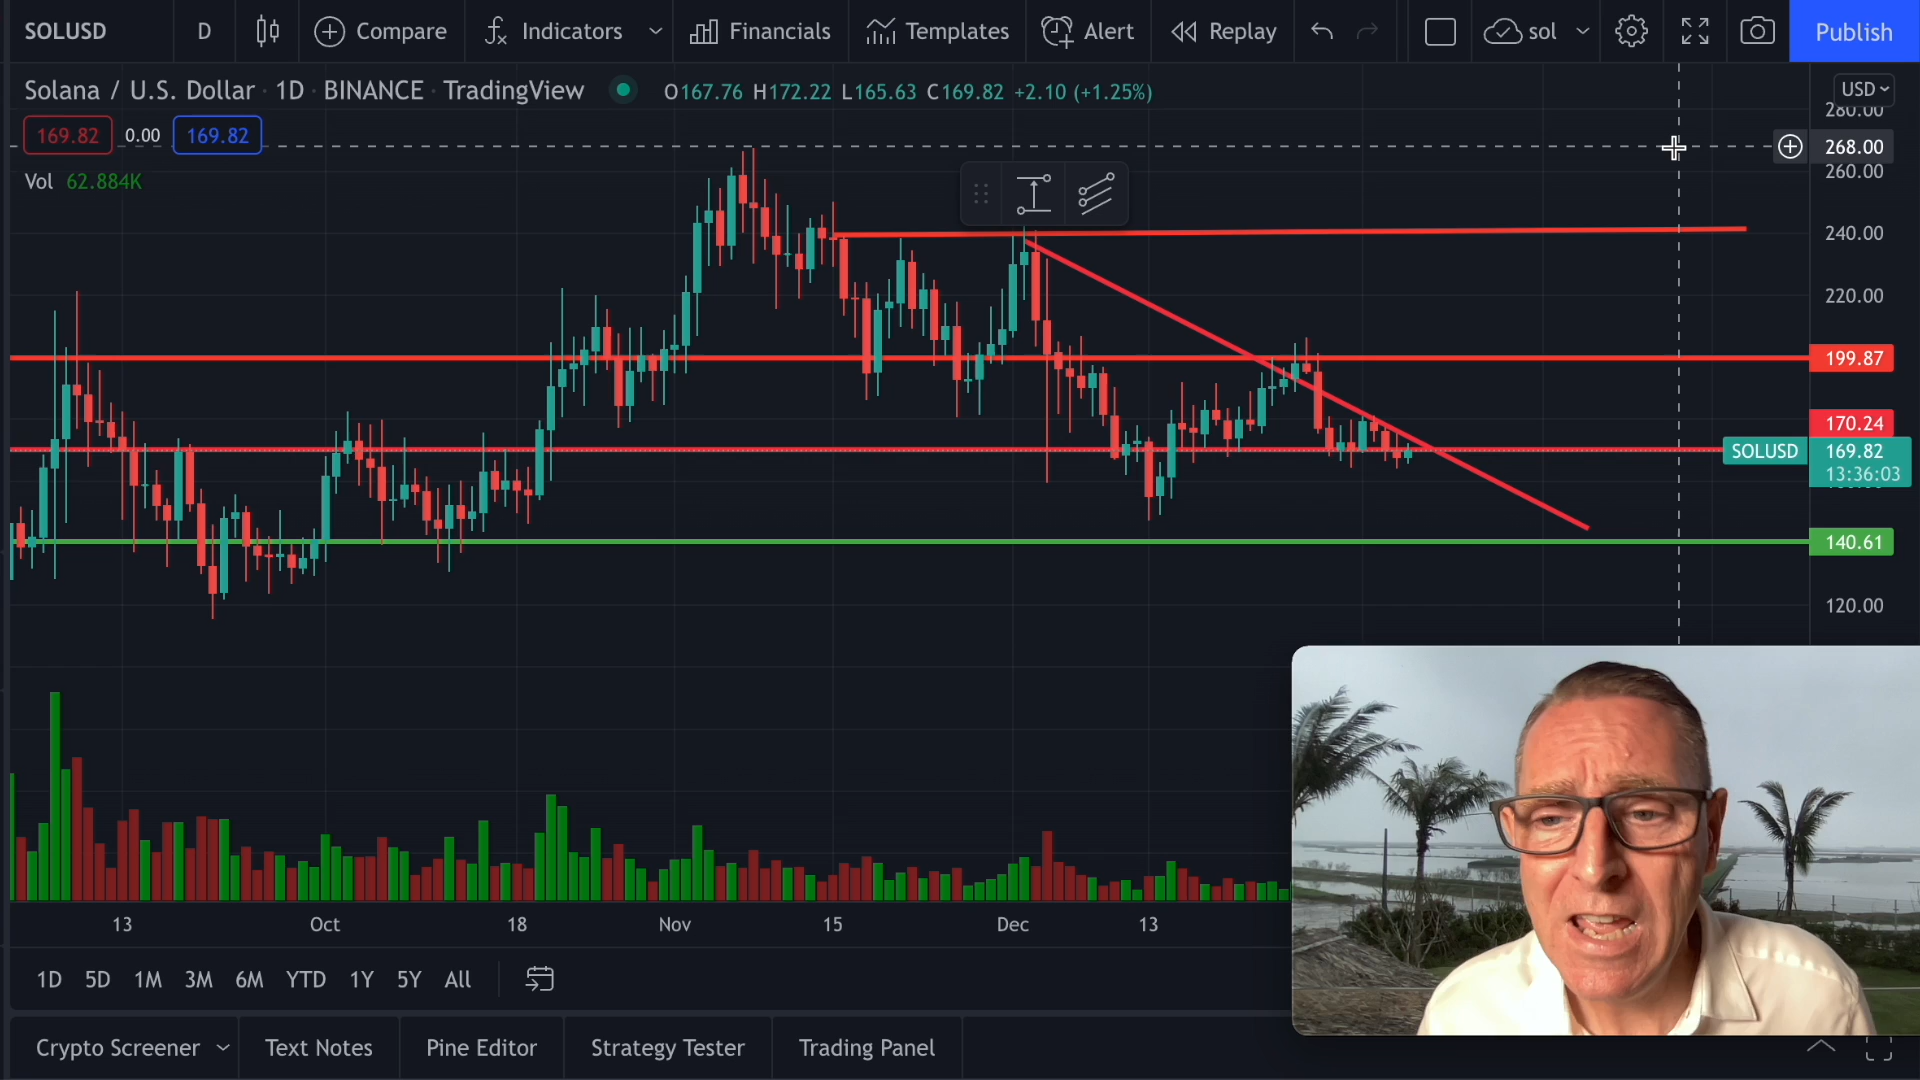 SOLUSD D Compare Indicators Financials Templates Alert Replay sol Publish
Solana / U.S. Dollar · 1D · BINANCE · TradingView O167.76 H172.22 L165.63 C169.82 +2.10 (+1.25%)
USD
280.00
169.82 0.00 169.82
268.00
260.00
Vol 62.884K
240.00
220.00
199.87
170.24
SOLUSD 169.82
13:36:03
140.61
120.00
13 Oct 18 Nov 15 Dec 13
1D 5D 1M 3M 6M YTD 1Y 5Y All
Crypto Screener Text Notes Pine Editor Strategy Tester Trading Panel